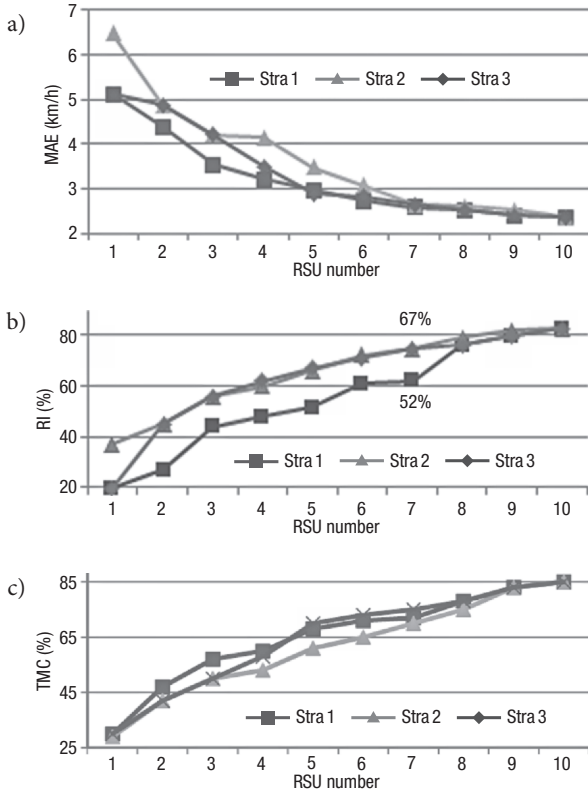 a)
7
6
5
4
3
2
MAE (km/h)
Stra 1 Stra 2 Stra 3
1 2 3 4 5 6 7 8 9 10
RSU number
b)
80
60
40
20
RI (%)
67%
52%
Stra 1 Stra 2 Stra 3
1 2 3 4 5 6 7 8 9 10
RSU number
c)
85
65
45
25
TMC (%)
Stra 1 Stra 2 Stra 3
1 2 3 4 5 6 7 8 9 10
RSU number